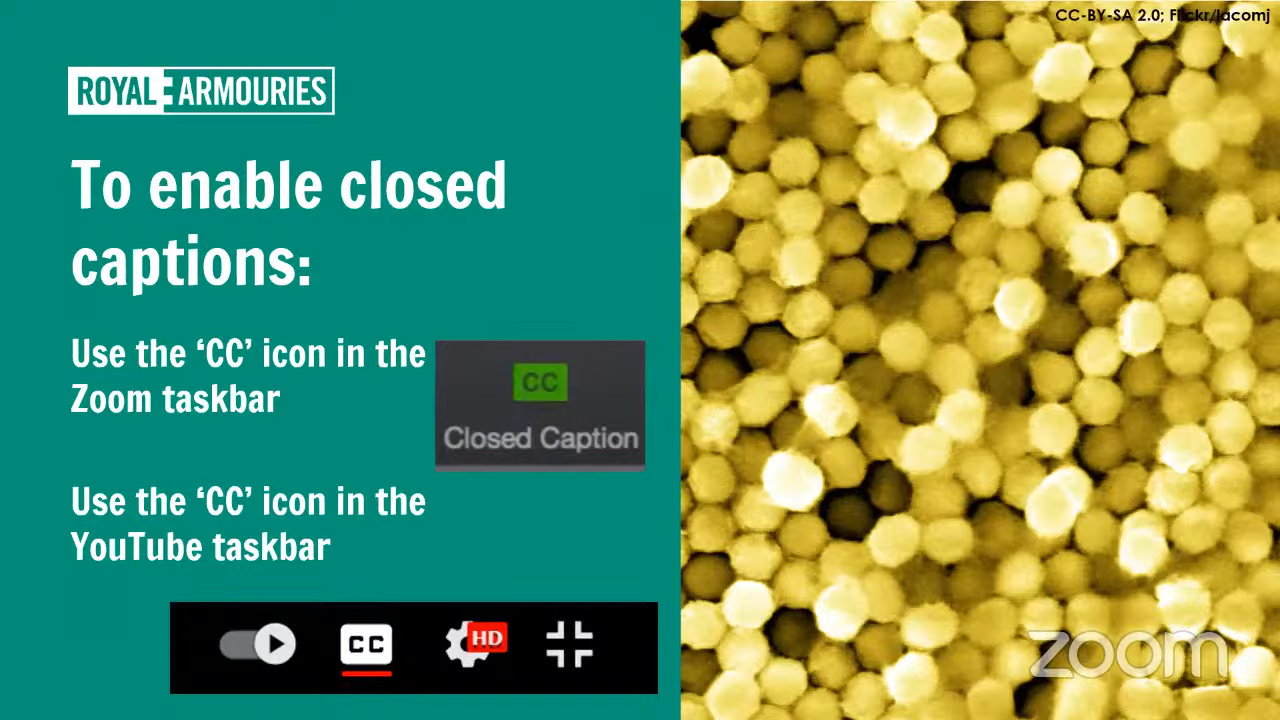 CC-BY-SA 2.0; Flickr/lacomj
ROYAL ARMOURIES
To enable closed
captions:
Use the ‘CC’ icon in the
Zoom taskbar
CC
Closed Caption
Use the ‘CC’ icon in the
YouTube taskbar
CC
HD
zoom